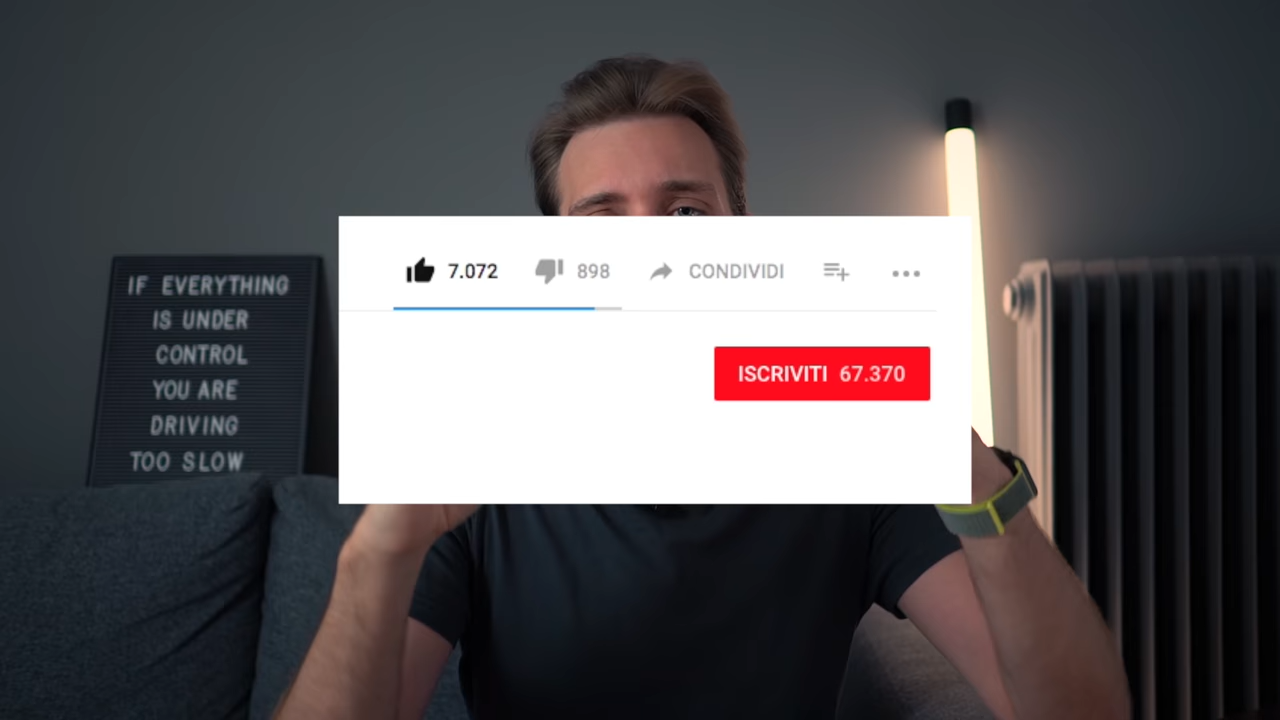 IF EVERYTHING
IS UNDER
CONTROL
YOU ARE
DRIVING
TOO SLOW
7.072 898 CONDIVIDI
ISCRIVITI 67.370